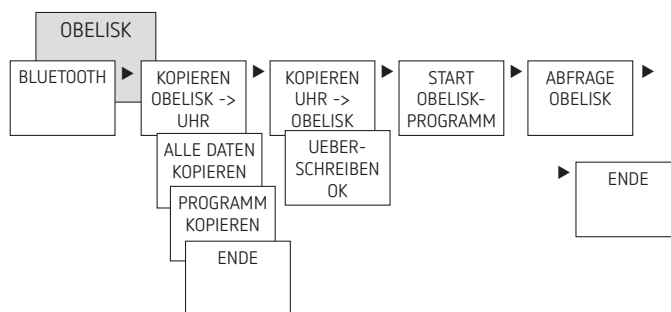 OBELISK
BLUETOOTH
KOPIEREN
OBELISK ->
UHR
ALLE DATEN
KOPIEREN
PROGRAMM
KOPIEREN
ENDE
KOPIEREN
UHR ->
OBELISK
UEBER-
SCHREIBEN
OK
START
OBELISK-
PROGRAMM
ABFRAGE
OBELISK
ENDE